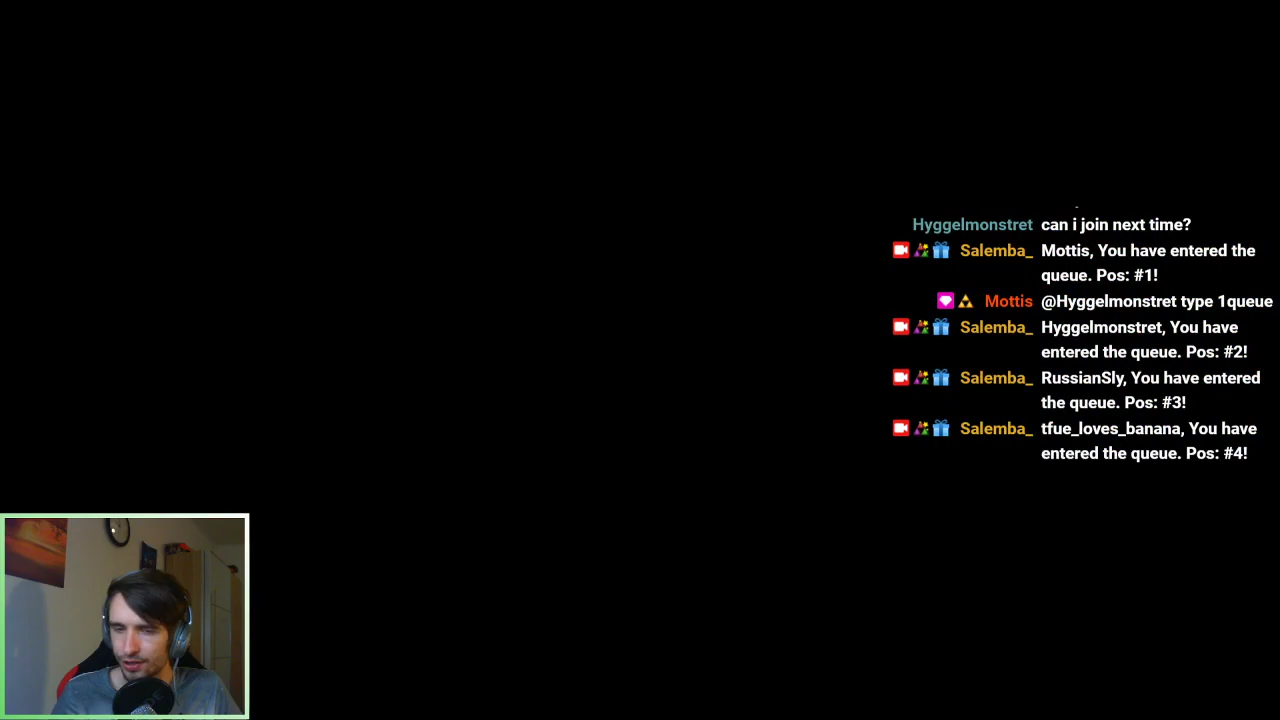 Hyggelmonstret can i join next time?
Salemba_ Mottis, You have entered the
queue. Pos: #1!
Mottis @Hyggelmonstret type 1queue
Salemba_ Hyggelmonstret, You have
entered the queue. Pos: #2!
Salemba_ RussianSly, You have entered
the queue. Pos: #3!
Salemba_ tfue_loves_banana, You have
entered the queue. Pos: #4!